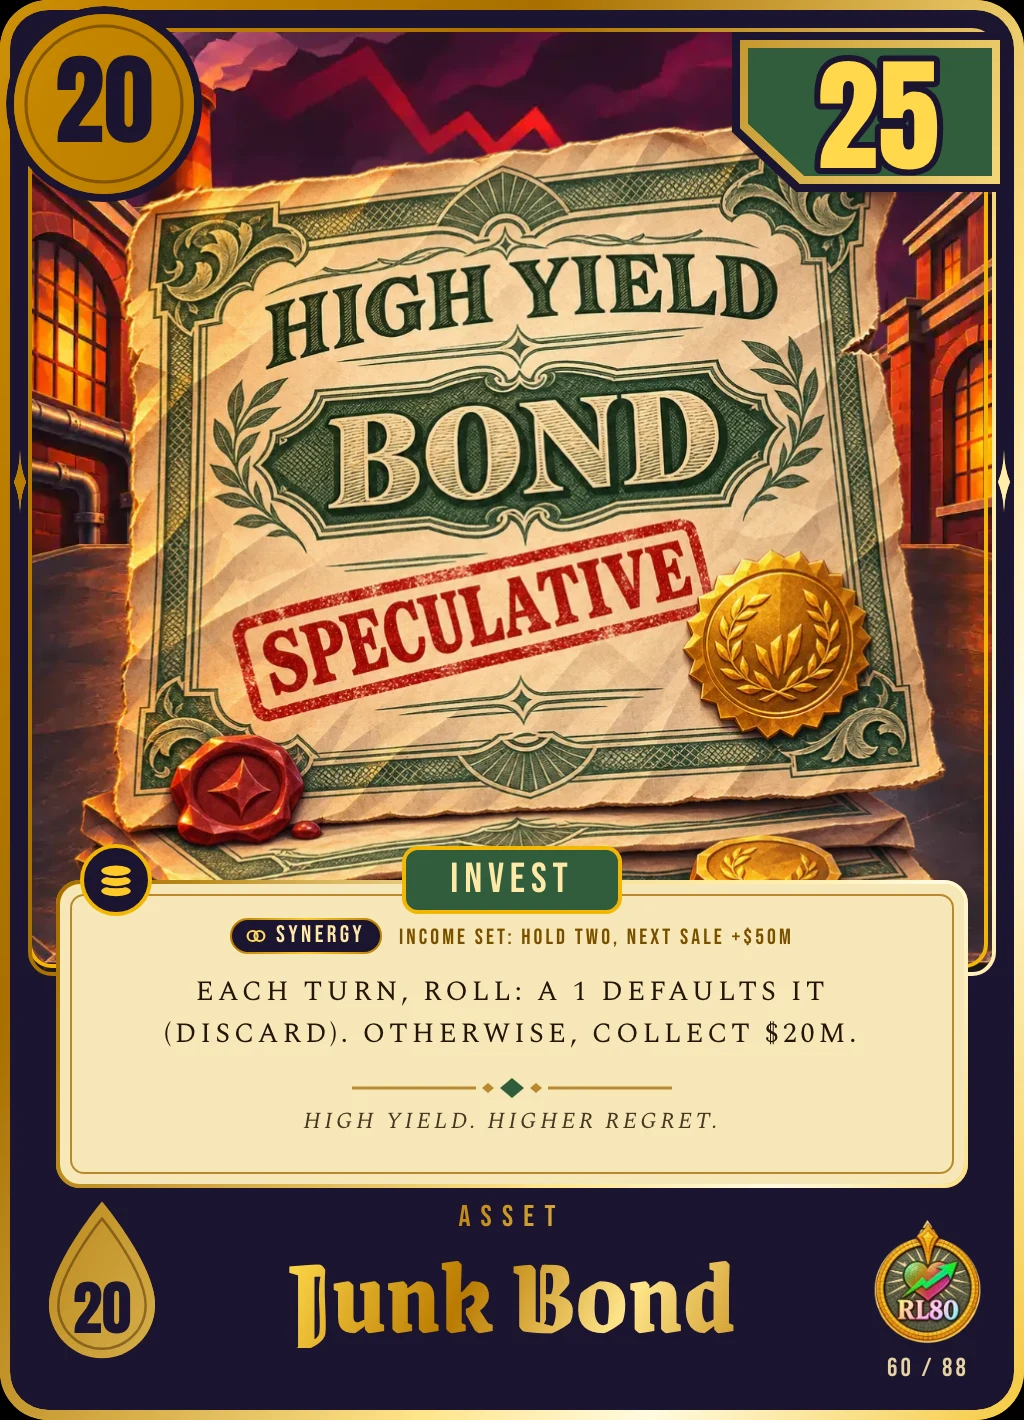 20
25
HIGH YIELD
BOND
SPECULATIVE
INVEST
SYNERGY INCOME SET: HOLD TWO, NEXT SALE +$50M
EACH TURN, ROLL: A 1 DEFAULTS IT
(DISCARD). OTHERWISE, COLLECT $20M.
HIGH YIELD. HIGHER REGRET.
ASSET
20
Junk Bond
RL80
60 / 88